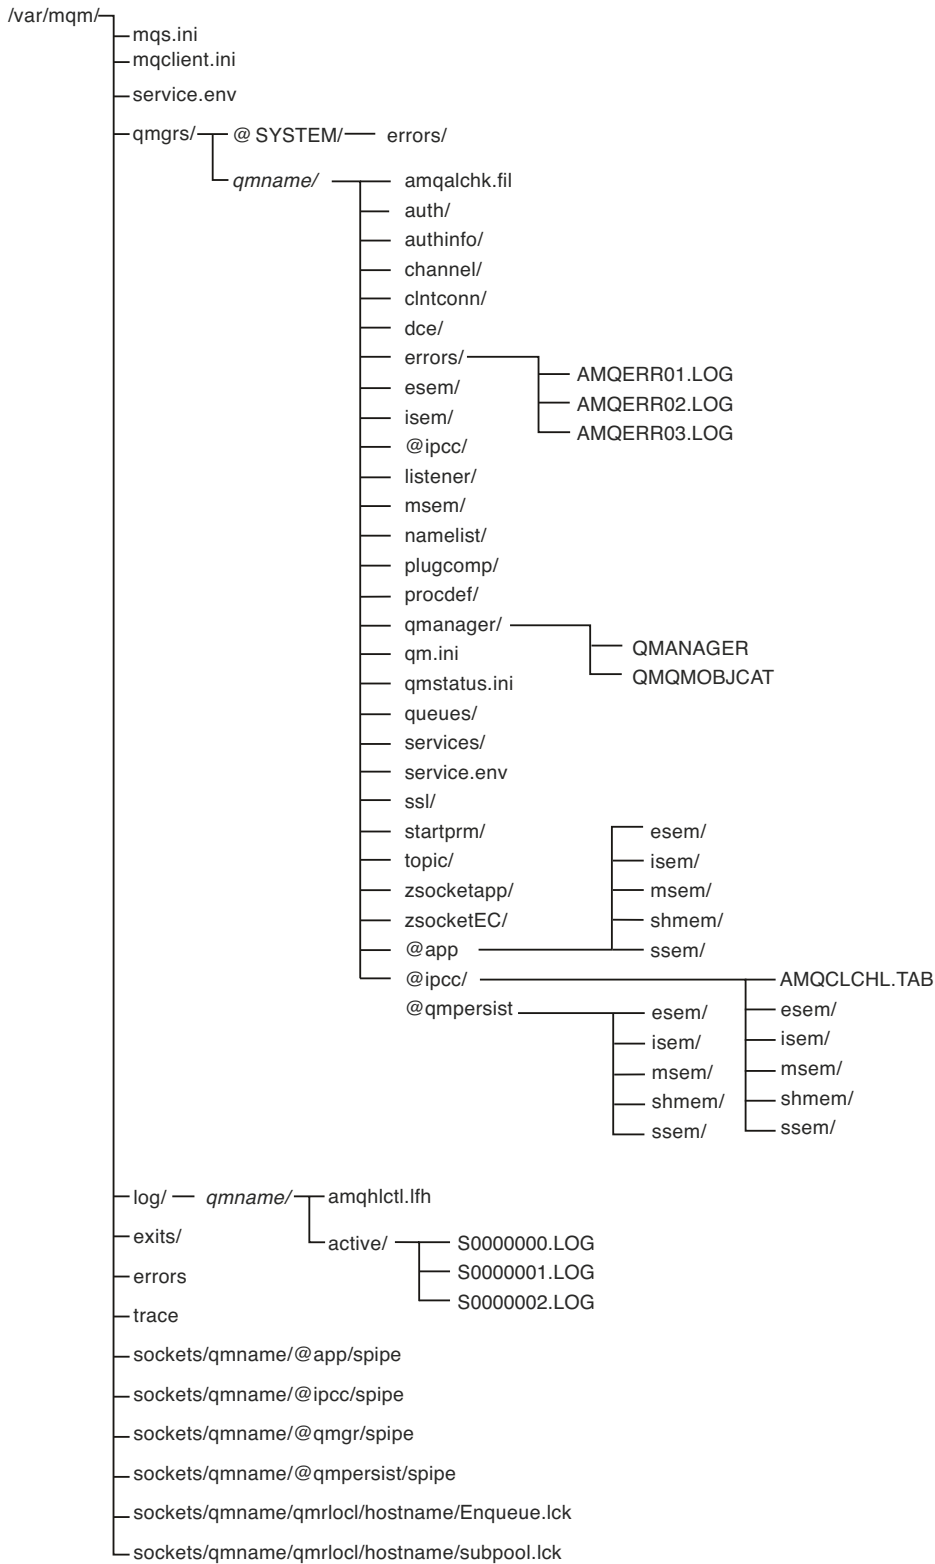 /var/mqm/
mqs.ini
mqclient.ini
service.env
qmgrs/ @ SYSTEM/ errors/
qmname/ amqalchk.fil
auth/
authinfo/
channel/
clntconn/
dce/
errors/
AMQERR01.LOG
esem/
AMQERR02.LOG
isem/
AMQERR03.LOG
@ipcc/
listener/
msem/
namelist/
plugcomp/
procdef/
qmanager/
QMANAGER
qm.ini
QMQMOBJCAT
qmstatus.ini
queues/
services/
service.env
ssl/
startprm/ esem/
topic/ isem/
zsocketapp/ msem/
zsocketEC/ shmem/
@app ssem/
@ipcc/ AMQCLCHL.TAB
@qmpersist esem/ esem/
isem/ isem/
msem/ msem/
shmem/ shmem/
ssem/ ssem/
log/ qmname/ amqhlctl.lfh
exits/ active/ S0000000.LOG
errors S0000001.LOG
S0000002.LOG
trace
sockets/qmname/@app/spipe
sockets/qmname/@ipcc/spipe
sockets/qmname/@qmgr/spipe
sockets/qmname/@qmpersist/spipe
sockets/qmname/qmrlocl/hostname/Enqueue.lck
sockets/qmname/qmrlocl/hostname/subpool.lck